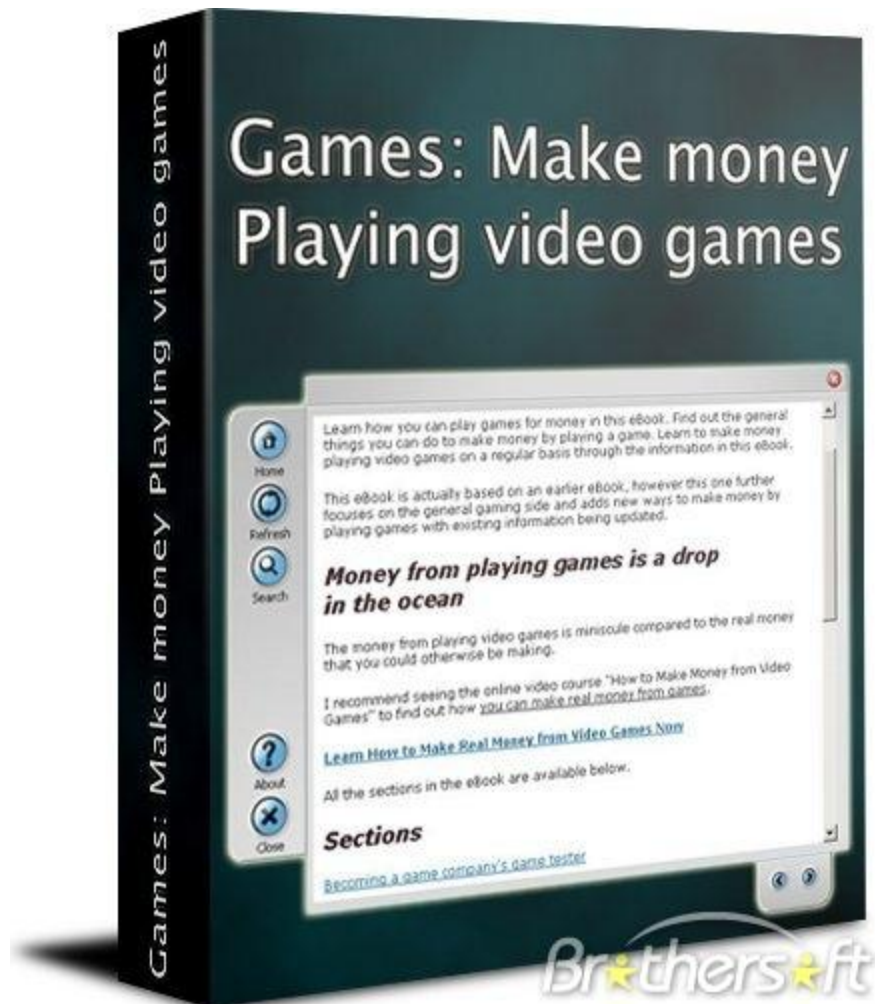 Games: Make money Playing video games
Games: Make money
Playing video games
Home
Refresh
Search
About
Close
Learn how you can play games for money in this eBook. Find out the general
things you can do to make money by playing a game. Learn to make money
playing video games on a regular basis through the information in this eBook.
This eBook is actually based on an earlier eBook, however this one further
focuses on the general gaming side and adds new ways to make money by
playing games with existing information being updated.
Money from playing games is a drop
in the ocean
The money from playing video games is miniscule compared to the real money
that you could otherwise be making.
I recommend seeing the online video course "How to Make Money from Video
Games" to find out how you can make real money from games.
Learn How to Make Real Money from Video Games Now
All the sections in the eBook are available below.
Sections
Becoming a game company's game tester
Brothersoft